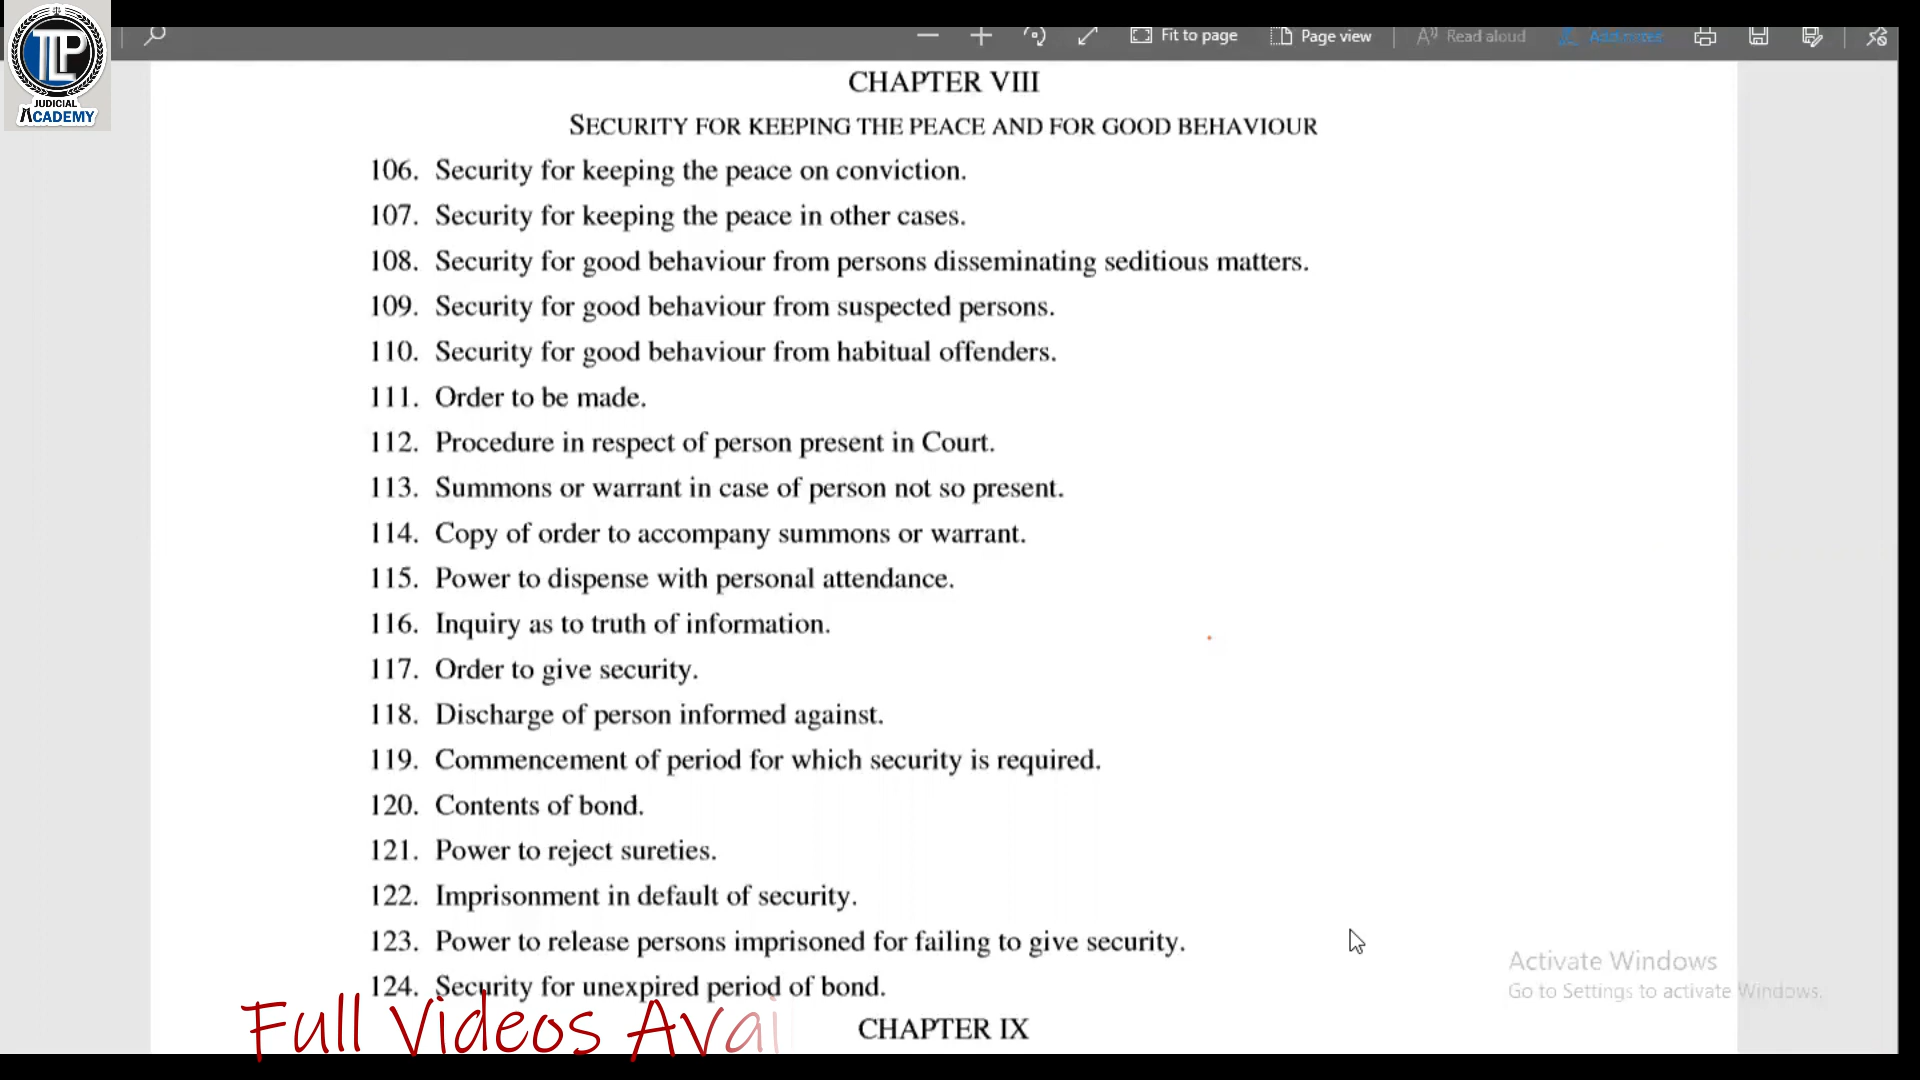 TLP
JUDICIAL
ACADEMY
Fit to page
Page view
Read aloud
Add notes
CHAPTER VIII
SECURITY FOR KEEPING THE PEACE AND FOR GOOD BEHAVIOUR
106. Security for keeping the peace on conviction.
107. Security for keeping the peace in other cases.
108. Security for good behaviour from persons disseminating seditious matters.
109. Security for good behaviour from suspected persons.
110. Security for good behaviour from habitual offenders.
111. Order to be made.
112. Procedure in respect of person present in Court.
113. Summons or warrant in case of person not so present.
114. Copy of order to accompany summons or warrant.
115. Power to dispense with personal attendance.
116. Inquiry as to truth of information.
117. Order to give security.
118. Discharge of person informed against.
119. Commencement of period for which security is required.
120. Contents of bond.
121. Power to reject sureties.
122. Imprisonment in default of security.
123. Power to release persons imprisoned for failing to give security.
124. Security for unexpired period of bond.
Activate Windows
Go to Settings to activate Windows.
Full Videos Avai
CHAPTER IX